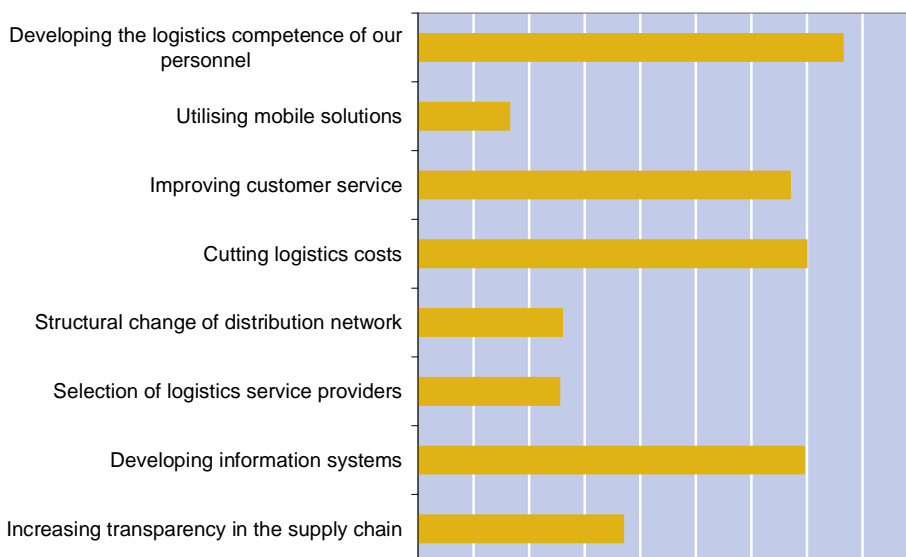 Developing the logistics competence of our
personnel
Utilising mobile solutions
Improving customer service
Cutting logistics costs
Structural change of distribution network
Selection of logistics service providers
Developing information systems
Increasing transparency in the supply chain